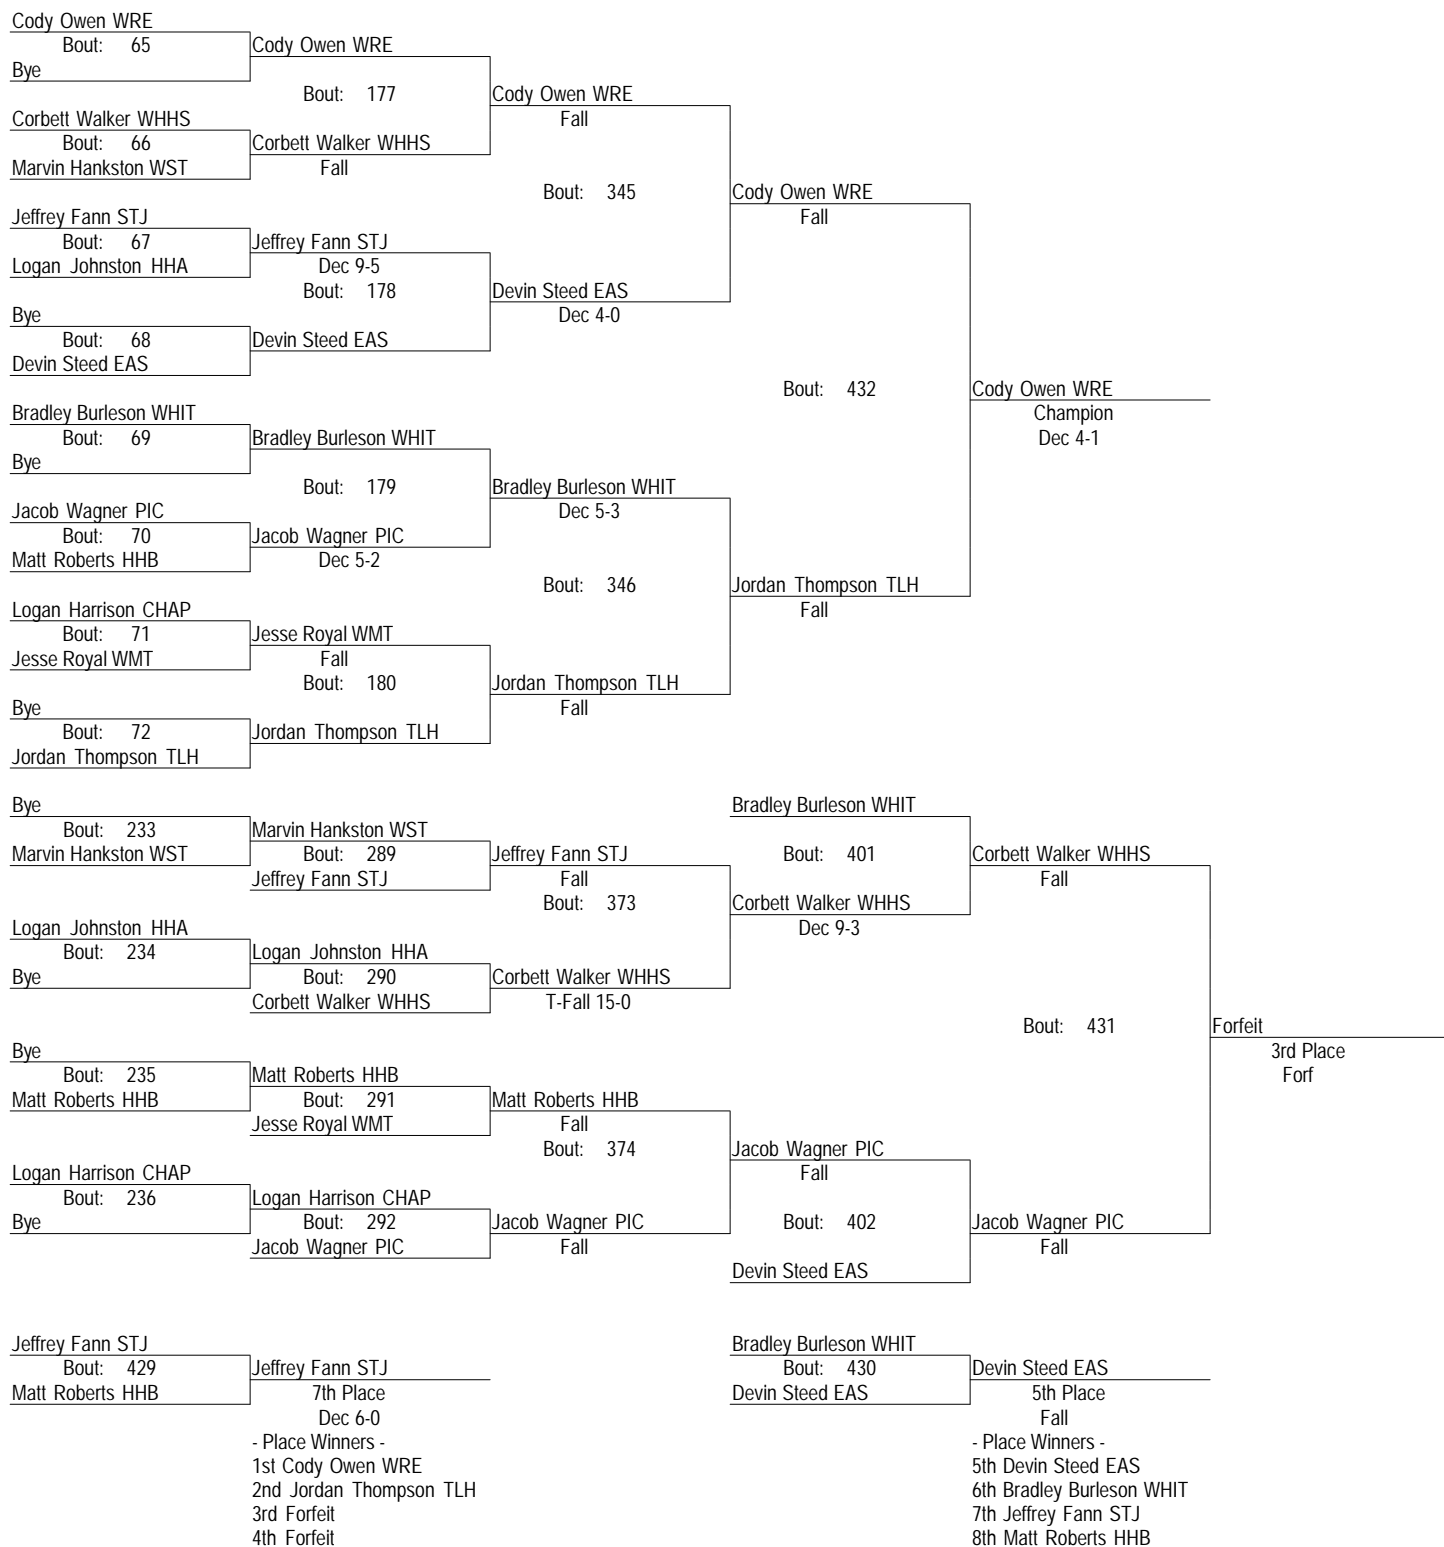 Cody Owen WRE
Bout: 65
Cody Owen WRE
Bye
Bout: 177
Cody Owen WRE
Corbett Walker WHHS
Fall
Bout: 66
Corbett Walker WHHS
Marvin Hankston WST
Fall
Bout: 345
Cody Owen WRE
Jeffrey Fann STJ
Fall
Bout: 67
Jeffrey Fann STJ
Logan Johnston HHA
Dec 9-5
Bout: 178
Devin Steed EAS
Bye
Dec 4-0
Bout: 68
Devin Steed EAS
Devin Steed EAS
Bout: 432
Cody Owen WRE
Bradley Burleson WHIT
Champion
Bout: 69
Bradley Burleson WHIT
Dec 4-1
Bye
Bout: 179
Bradley Burleson WHIT
Jacob Wagner PIC
Dec 5-3
Bout: 70
Jacob Wagner PIC
Matt Roberts HHB
Dec 5-2
Bout: 346
Jordan Thompson TLH
Logan Harrison CHAP
Fall
Bout: 71
Jesse Royal WMT
Jesse Royal WMT
Fall
Bout: 180
Jordan Thompson TLH
Bye
Fall
Bout: 72
Jordan Thompson TLH
Jordan Thompson TLH
Bye
Bradley Burleson WHIT
Bout: 233
Marvin Hankston WST
Marvin Hankston WST
Bout: 289
Jeffrey Fann STJ
Bout: 401
Corbett Walker WHHS
Jeffrey Fann STJ
Fall
Fall
Bout: 373
Corbett Walker WHHS
Logan Johnston HHA
Dec 9-3
Bout: 234
Logan Johnston HHA
Bye
Bout: 290
Corbett Walker WHHS
Corbett Walker WHHS
T-Fall 15-0
Bout: 431
Forfeit
Bye
3rd Place
Bout: 235
Matt Roberts HHB
Forf
Matt Roberts HHB
Bout: 291
Matt Roberts HHB
Jesse Royal WMT
Fall
Bout: 374
Jacob Wagner PIC
Logan Harrison CHAP
Fall
Bout: 236
Logan Harrison CHAP
Bye
Bout: 292
Jacob Wagner PIC
Bout: 402
Jacob Wagner PIC
Jacob Wagner PIC
Fall
Fall
Devin Steed EAS
Jeffrey Fann STJ
Bout: 429
Jeffrey Fann STJ
Matt Roberts HHB
7th Place
Dec 6-0
- Place Winners -
1st Cody Owen WRE
2nd Jordan Thompson TLH
3rd Forfeit
4th Forfeit
Bradley Burleson WHIT
Bout: 430
Devin Steed EAS
Devin Steed EAS
5th Place
Fall
- Place Winners -
5th Devin Steed EAS
6th Bradley Burleson WHIT
7th Jeffrey Fann STJ
8th Matt Roberts HHB